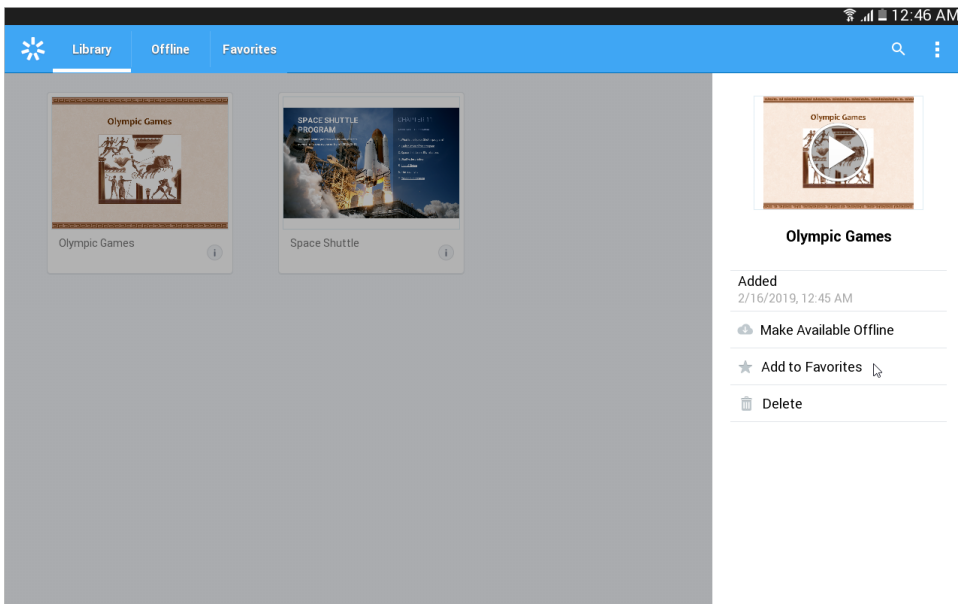 12:46 AM
Library
Offline
Favorites
Olympic Games
Olympic Games
SPACE SHUTTLE
PROGRAM
CHAPTER
Space Shuttle
Olympic Games
Olympic Games
Added
2/16/2019, 12:45 AM
Make Available Offline
Add to Favorites
Delete